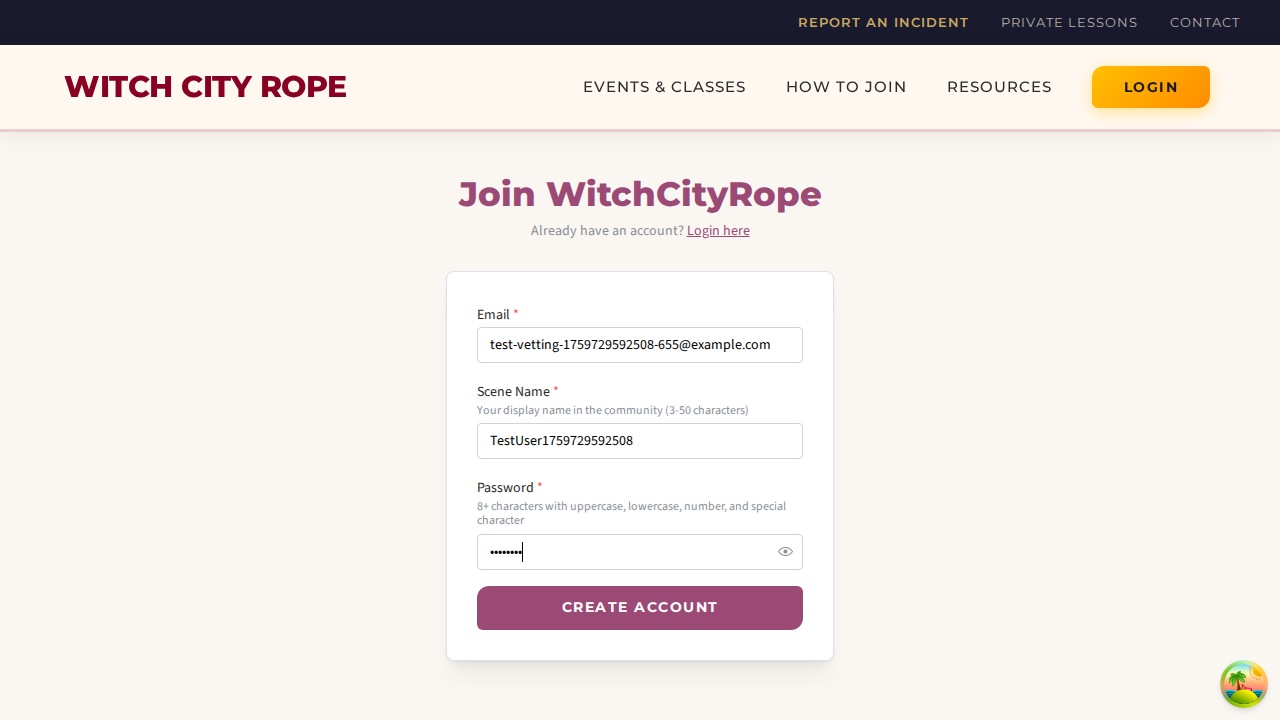 REPORT AN INCIDENT PRIVATE LESSONS CONTACT
WITCH CITY ROPE EVENTS & CLASSES HOW TO JOIN RESOURCES LOGIN
Join WitchCityRope
Already have an account? Login here
Email *
test-vetting-1759729592508-655@example.com
Scene Name *
Your display name in the community (3-50 characters)
TestUser1759729592508
Password *
8+ characters with uppercase, lowercase, number, and special
character
••••••••
CREATE ACCOUNT